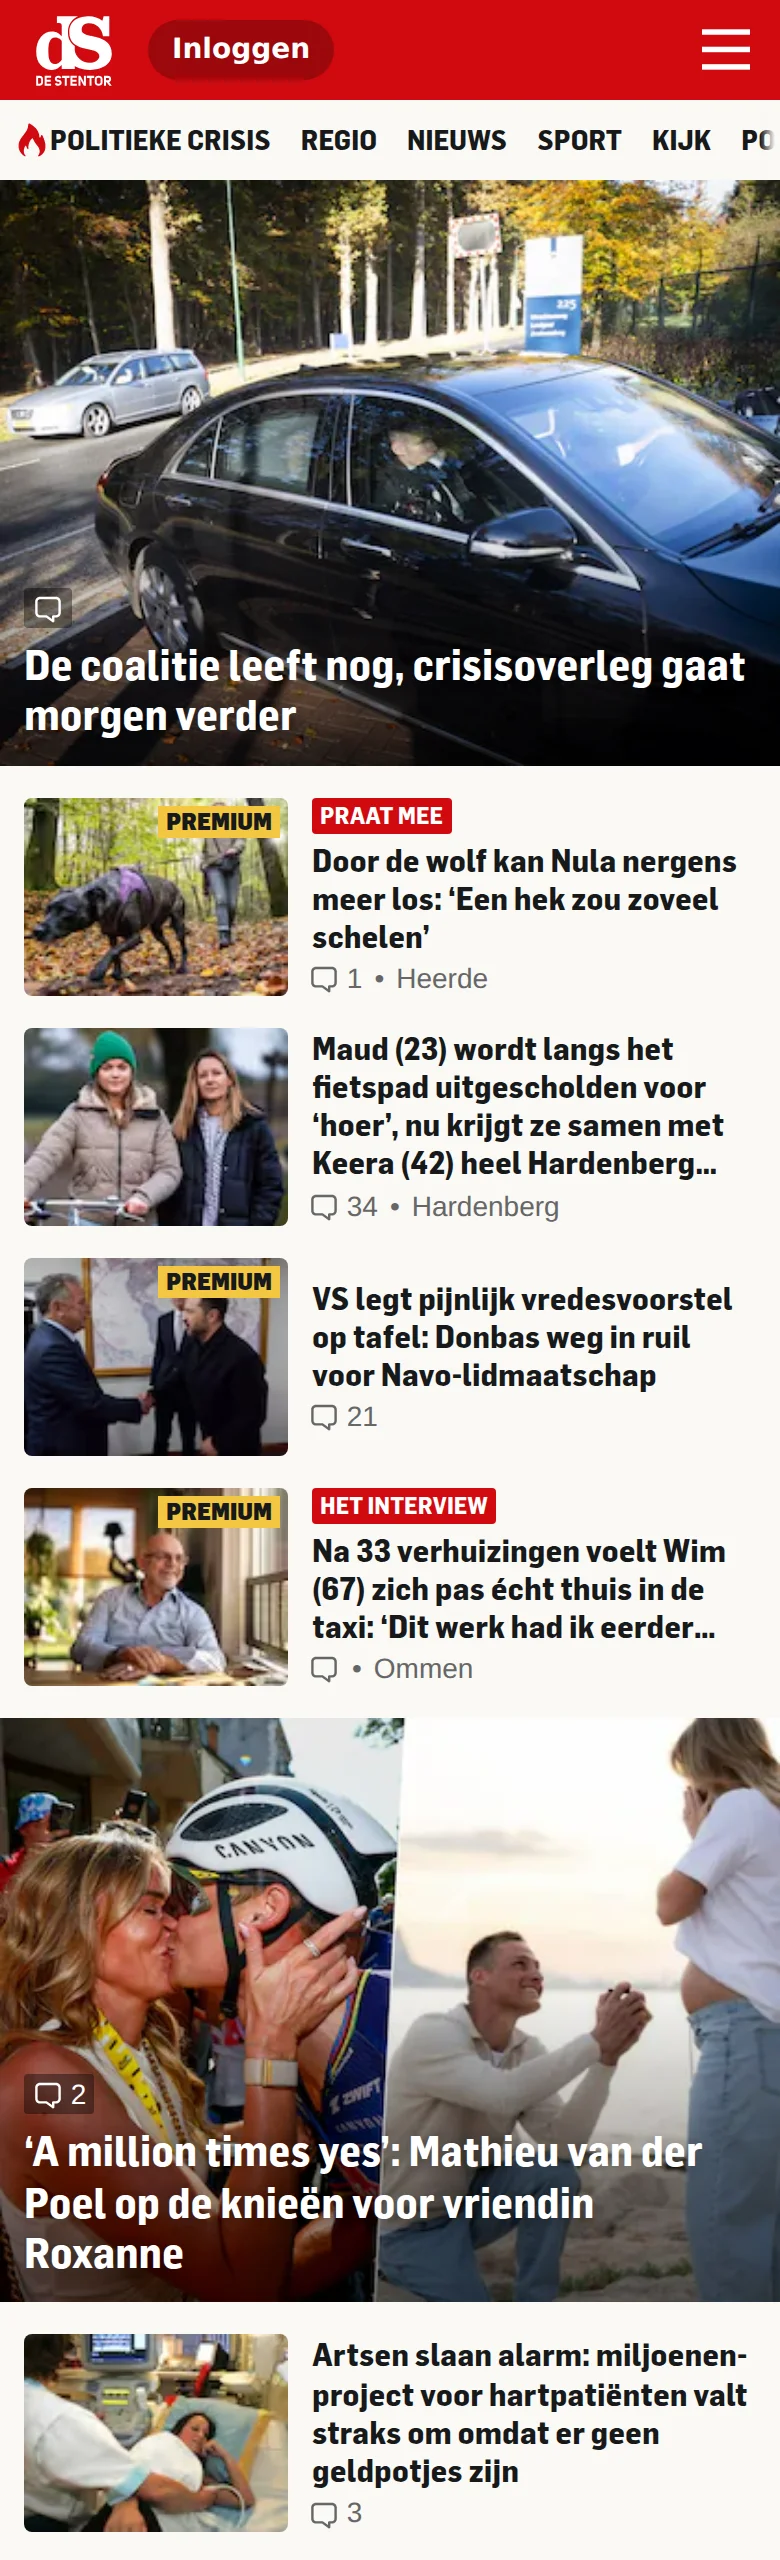 dS
DE STENTOR
Inloggen
POLITIEKE CRISIS REGIO NIEUWS SPORT KIJK PO
225
De coalitie leeft nog, crisisoverleg gaat
morgen verder
PREMIUM
PRAAT MEE
Door de wolf kan Nula nergens
meer los: ‘Een hek zou zoveel
schelen’
1 • Heerde
Maud (23) wordt langs het
fietspad uitgescholden voor
‘hoer’, nu krijgt ze samen met
Keera (42) heel Hardenberg...
34 • Hardenberg
PREMIUM
VS legt pijnlijk vredesvoorstel
op tafel: Donbas weg in ruil
voor Navo-lidmaatschap
21
PREMIUM
HET INTERVIEW
Na 33 verhuizingen voelt Wim
(67) zich pas écht thuis in de
taxi: ‘Dit werk had ik eerder...
• Ommen
CANYON
ZWIFT
CANYON
2
‘A million times yes’: Mathieu van der
Poel op de knieën voor vriendin
Roxanne
Artsen slaan alarm: miljoenen-
project voor hartpatiënten valt
straks om omdat er geen
geldpotjes zijn
3